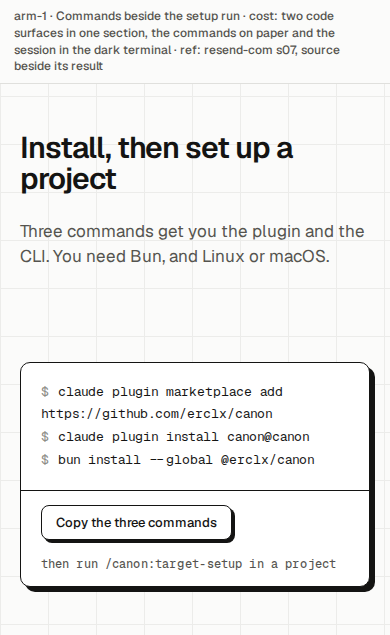 arm-1 · Commands beside the setup run · cost: two code
surfaces in one section, the commands on paper and the
session in the dark terminal · ref: resend-com s07, source
beside its result
Install, then set up a
project
Three commands get you the plugin and the
CLI. You need Bun, and Linux or macOS.
$ claude plugin marketplace add
https://github.com/erclx/canon
$ claude plugin install canon@canon
$ bun install --global @erclx/canon
Copy the three commands
then run /canon:target-setup in a project